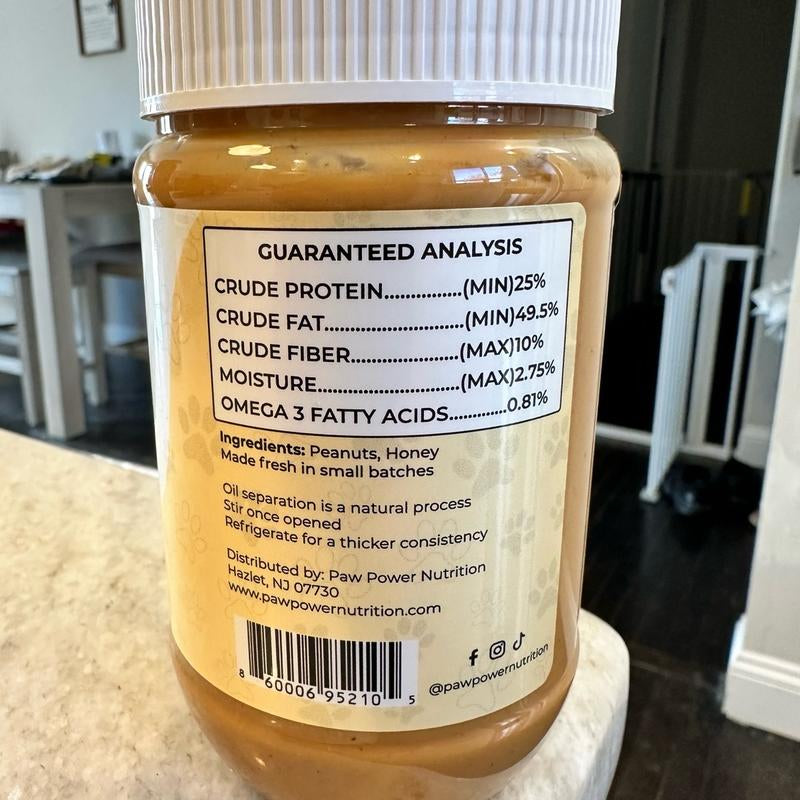 GUARANTEED ANALYSIS
CRUDE PROTEIN................(MIN)25%
CRUDE FAT.............................(MIN)49.5%
CRUDE FIBER.......................(MAX)10%
MOISTURE..............................(MAX)2.75%
OMEGA 3 FATTY ACIDS............0.81%
Ingredients: Peanuts, Honey
Made fresh in small batches
Oil separation is a natural process
Stir once opened
Refrigerate for a thicker consistency
Distributed by: Paw Power Nutrition
Hazlet, NJ 07730
www.pawpowernutrition.com
@pawpowernutrition
8 60006 95210 5